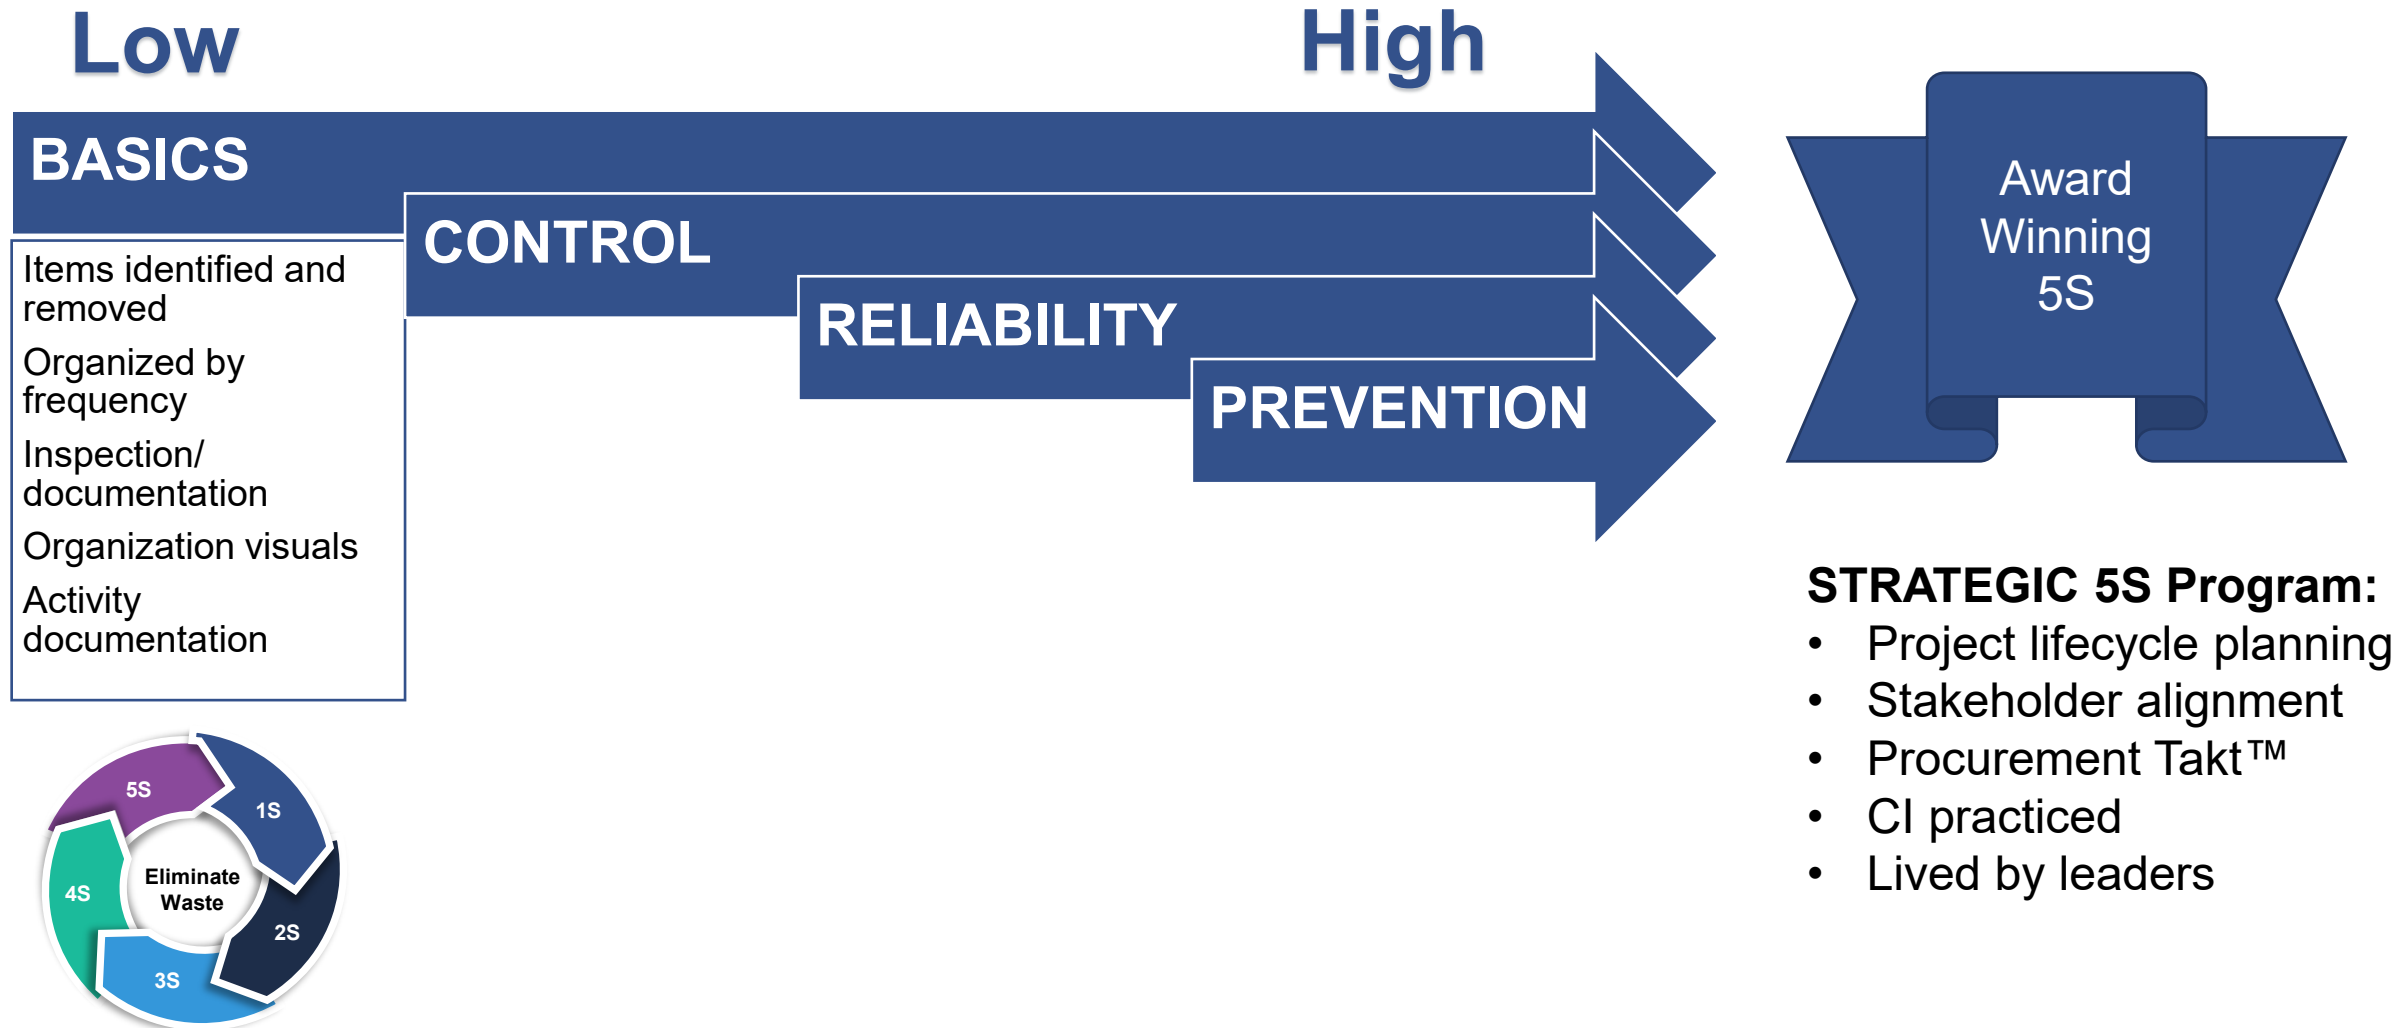 Low
High
BASICS
CONTROL
RELIABILITY
PREVENTION
Items identified and
removed
Organized by
frequency
Inspection/
documentation
Organization visuals
Activity
documentation
5S
1S
2S
3S
4S
Eliminate
Waste
Award
Winning
5S
STRATEGIC 5S Program:
• Project lifecycle planning
• Stakeholder alignment
• Procurement Takt™
• CI practiced
• Lived by leaders